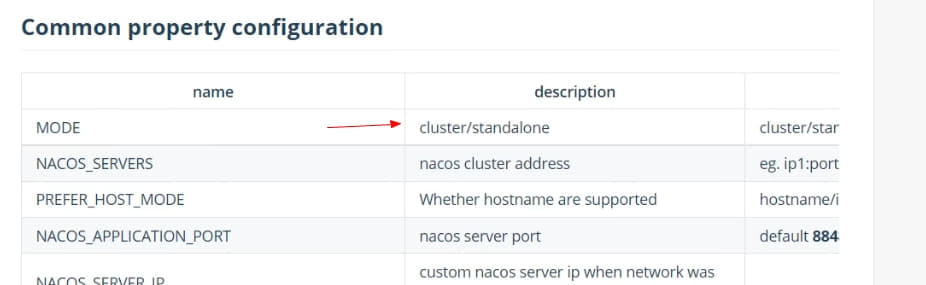 Common property configuration
name description
MODE cluster/standalone cluster/star
NACOS_SERVERS nacos cluster address eg. ip1:port
PREFER_HOST_MODE Whether hostname are supported hostname/i
NACOS_APPLICATION_PORT nacos server port default 884
NACOS_SERVER_IP custom nacos server ip when network was